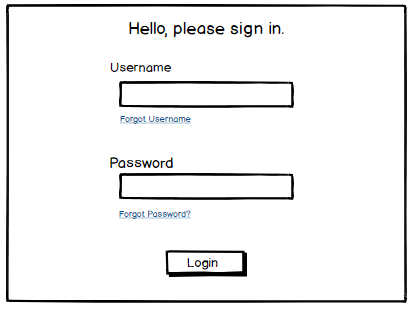 Hello, please sign in.
Username
Forgot Username
Password
Forgot Password?
Login